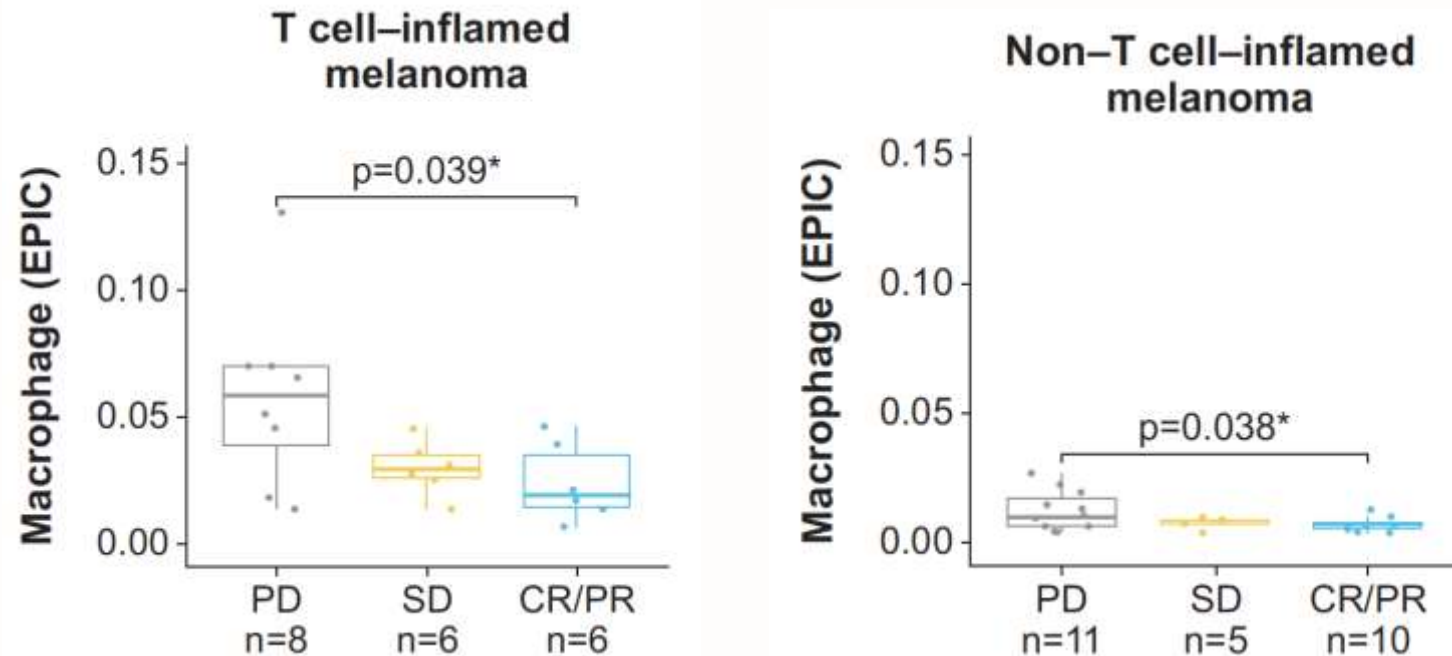 T cell–inflamed
melanoma
Macrophage (EPIC)
0.15
0.10
0.05
0.00
p=0.039*
PD
n=8
SD
n=6
CR/PR
n=6
Non–T cell–inflamed
melanoma
Macrophage (EPIC)
0.15
0.10
0.05
0.00
p=0.038*
PD
n=11
SD
n=5
CR/PR
n=10